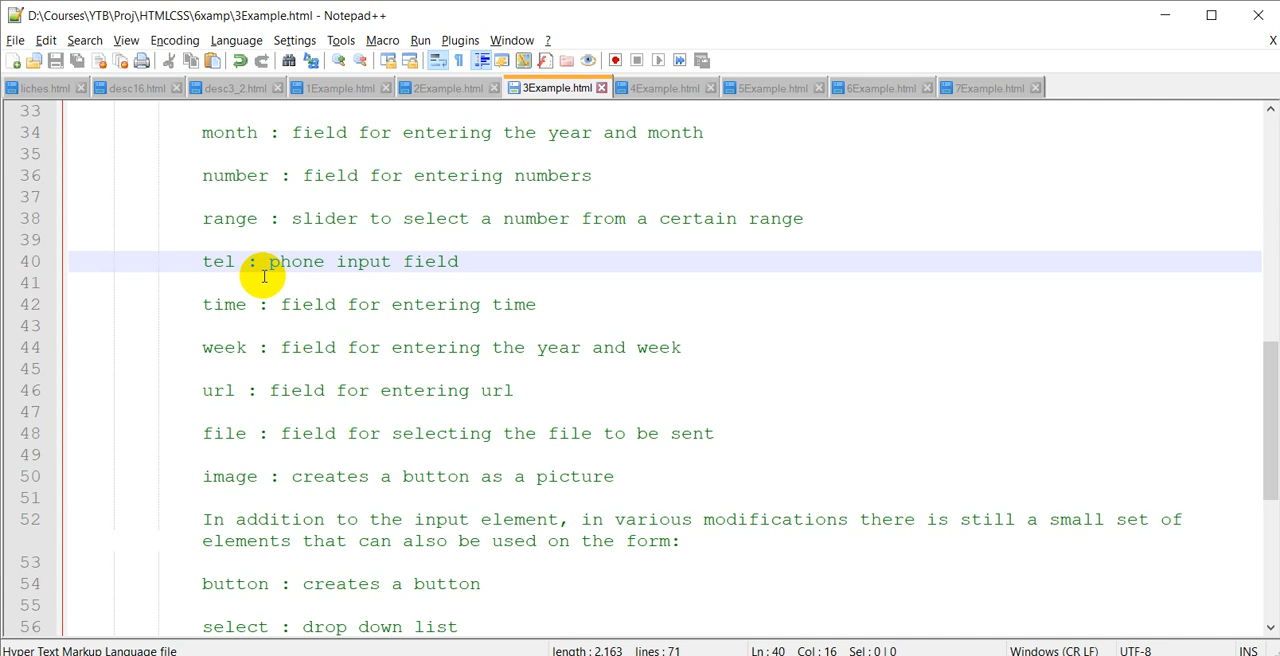 D:\Courses\YTB\Proj\HTMLCSS\6xamp\3Example.html - Notepad++
File Edit Search View Encoding Language Settings Tools Macro Run Plugins Window ? X
liches.html desc16.html desc3_2.html 1Example.html 2Example.html 3Example.html 4Example.html 5Example.html 6Example.html 7Example.html
33
34 month : field for entering the year and month
35
36 number : field for entering numbers
37
38 range : slider to select a number from a certain range
39
40 tel : phone input field
41
42 time : field for entering time
43
44 week : field for entering the year and week
45
46 url : field for entering url
47
48 file : field for selecting the file to be sent
49
50 image : creates a button as a picture
51
52 In addition to the input element, in various modifications there is still a small set of
elements that can also be used on the form:
53
54 button : creates a button
55
56 select : drop down list
Hyper Text Markup Language file length : 2,163 lines : 71 Ln : 40 Col : 16 Sel : 0 | 0 Windows (CR LF) UTF-8 INS